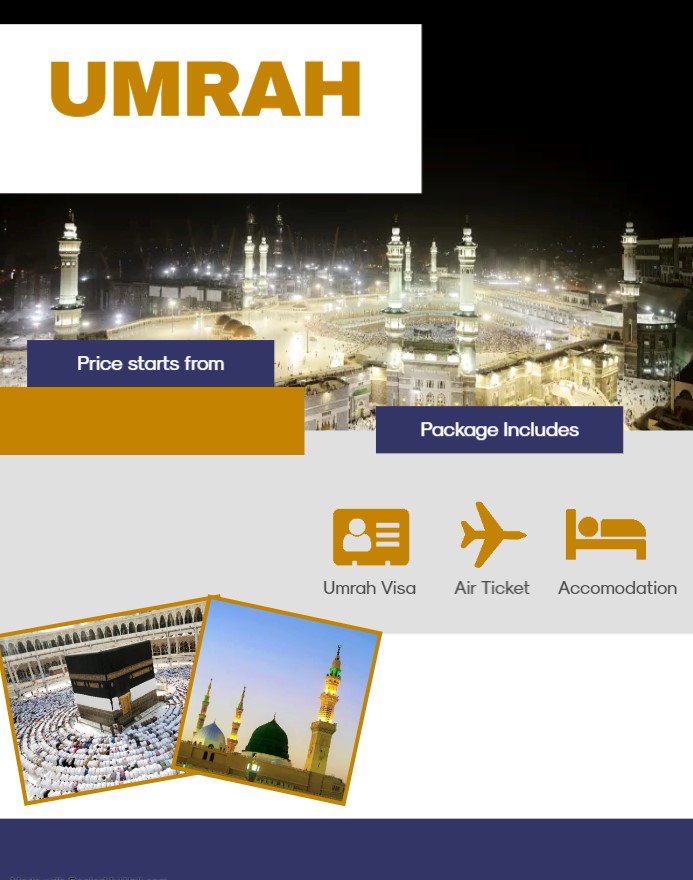 UMRAH
Price starts from
Package Includes
Umrah Visa
Air Ticket
Accomodation